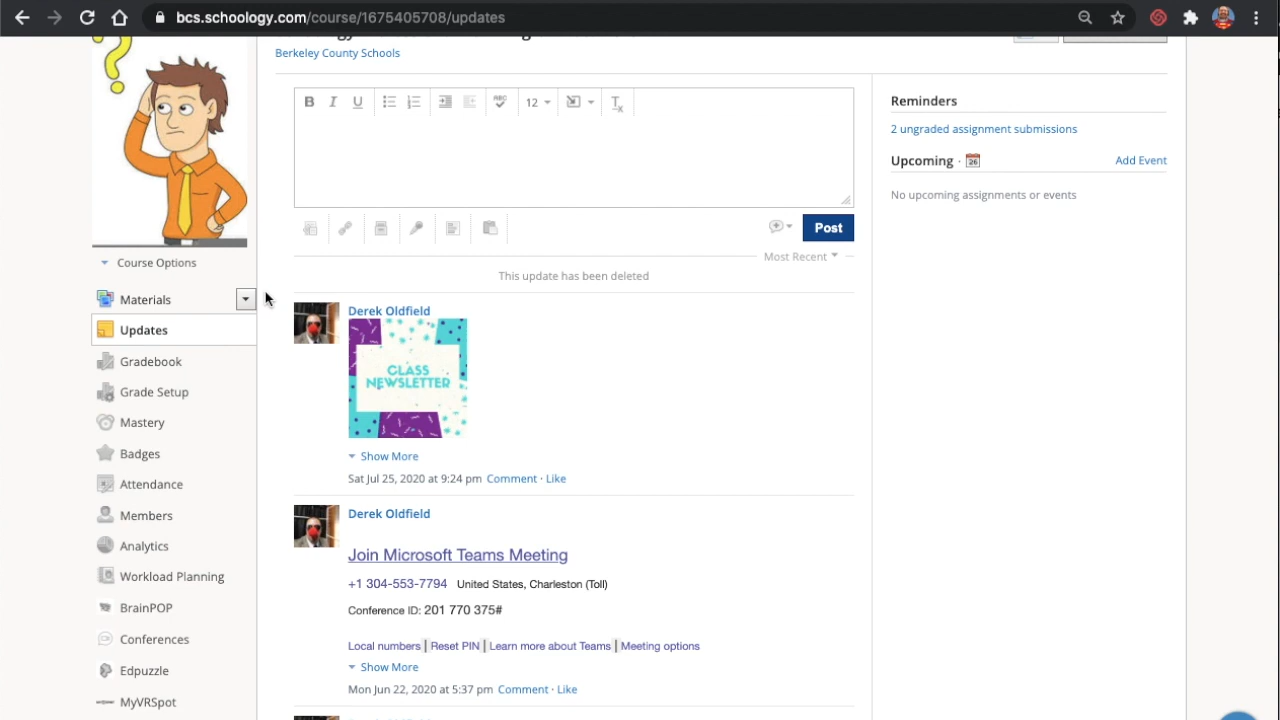 bcs.schoology.com/course/1675405708/updates
Berkeley County Schools
B I U ABC 12 Tx
Post
Most Recent
This update has been deleted
Course Options
Materials
Updates
Gradebook
Grade Setup
Mastery
Badges
Attendance
Members
Analytics
Workload Planning
BrainPOP
Conferences
Edpuzzle
MyVRSpot
Derek Oldfield
CLASS
NEWSLETTER
Show More
Sat Jul 25, 2020 at 9:24 pm Comment · Like
Derek Oldfield
Join Microsoft Teams Meeting
+1 304-553-7794 United States, Charleston (Toll)
Conference ID: 201 770 375#
Local numbers | Reset PIN | Learn more about Teams | Meeting options
Show More
Mon Jun 22, 2020 at 5:37 pm Comment · Like
Reminders
2 ungraded assignment submissions
Upcoming · 26 Add Event
No upcoming assignments or events